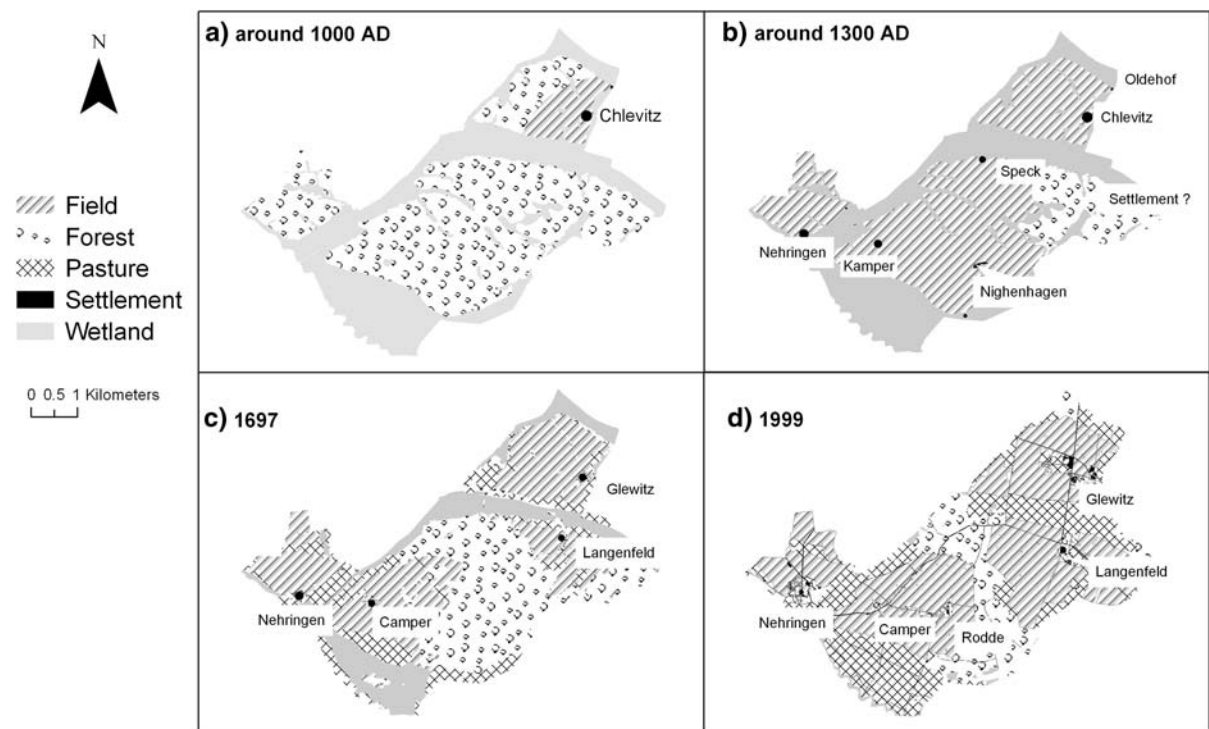 N
Field
Forest
Pasture
Settlement
Wetland
0 0.5 1 Kilometers
a) around 1000 AD
Chlevitz
b) around 1300 AD
Oldehof
Chlevitz
Speck
Settlement ?
Nehringen
Kamper
Nighenhagen
c) 1697
Glewitz
Langenfeld
Nehringen
Camper
d) 1999
Glewitz
Langenfeld
Nehringen
Camper
Rodde